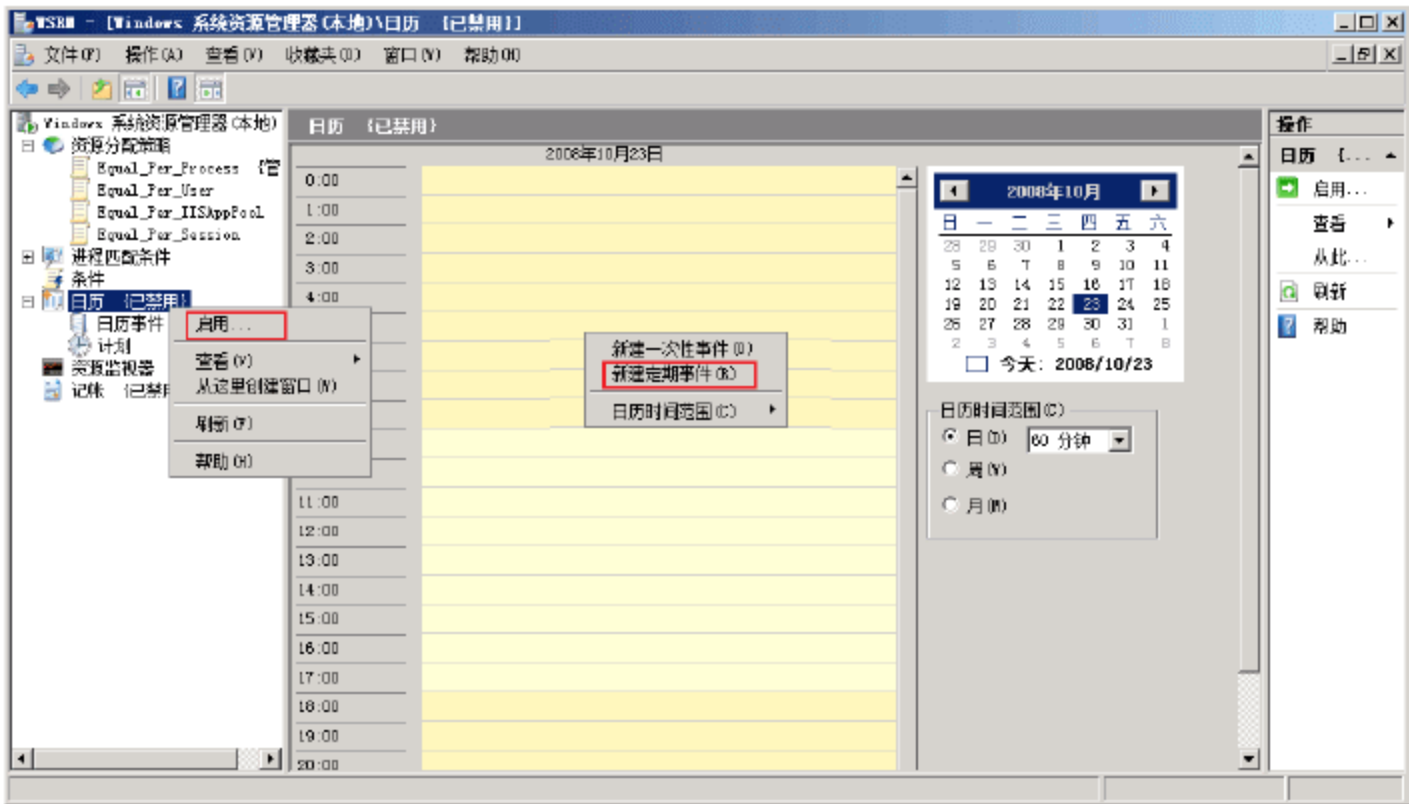 WSRM - [Windows 系统资源管理器(本地)\日历 {已禁用}]
文件(F) 操作(A) 查看(V) 收藏夹(O) 窗口(W) 帮助(H)
Windows 系统资源管理器(本地)
资源分配策略
Equal_Per_Process {管
Equal_Per_User
Equal_Per_IISAppPool
Equal_Per_Session
进程匹配条件
条件
日历 {已禁用}
日历事件
计划
资源监视器
记账 {已禁用
启用...
查看(V)
从这里创建窗口(W)
刷新(F)
帮助(H)
日历 {已禁用}
2008年10月23日
0:00
1:00
2:00
3:00
4:00
11:00
12:00
13:00
14:00
15:00
16:00
17:00
18:00
19:00
20:00
新建一次性事件(O)
新建定期事件(R)
日历时间范围(C)
2008年10月
日 一 二 三 四 五 六
28 29 30 1 2 3 4
5 6 7 8 9 10 11
12 13 14 15 16 17 18
19 20 21 22 23 24 25
26 27 28 29 30 31 1
2 3 4 5 6 7 8
今天: 2008/10/23
日历时间范围(C)
日(D) 60 分钟
周(W)
月(M)
操作
日历 {...
启用...
查看
从此...
刷新
帮助